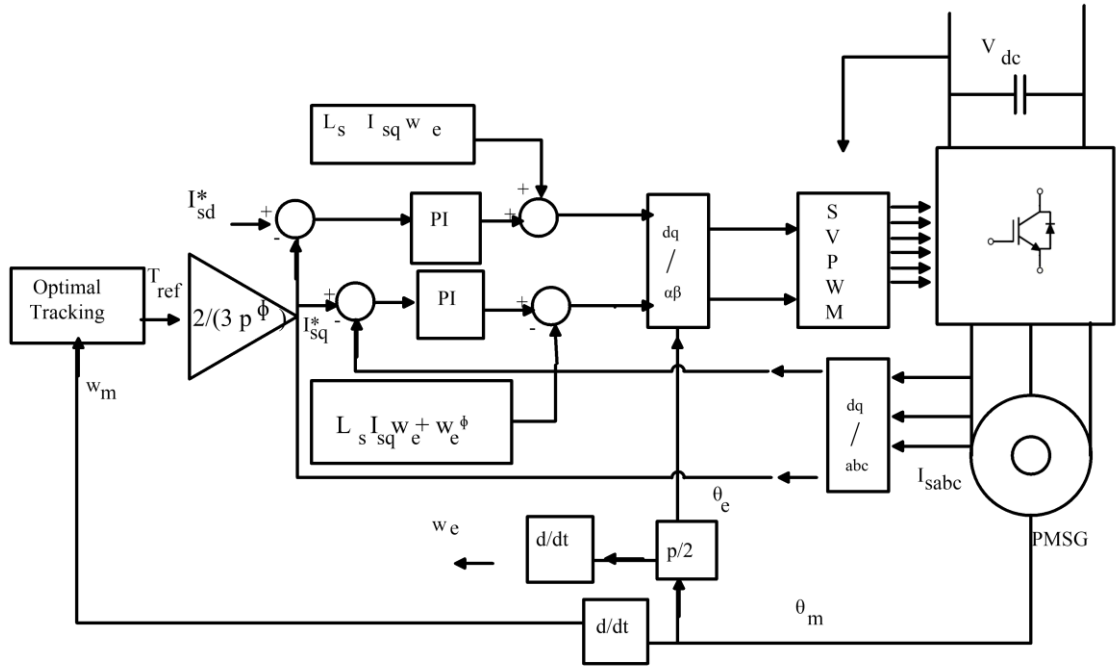 V dc
L s I sq w e
I*sd
+
-
PI
+
+
dq
/
αβ
S
V
P
W
M
Optimal
Tracking
T ref
2/(3 p ϕ )
I*sq
+
-
PI
+
-
w m
L s I sq w e + w e ϕ
dq
/
abc
I sabc
θ e
PMSG
w e
d/dt
p/2
d/dt
θ m